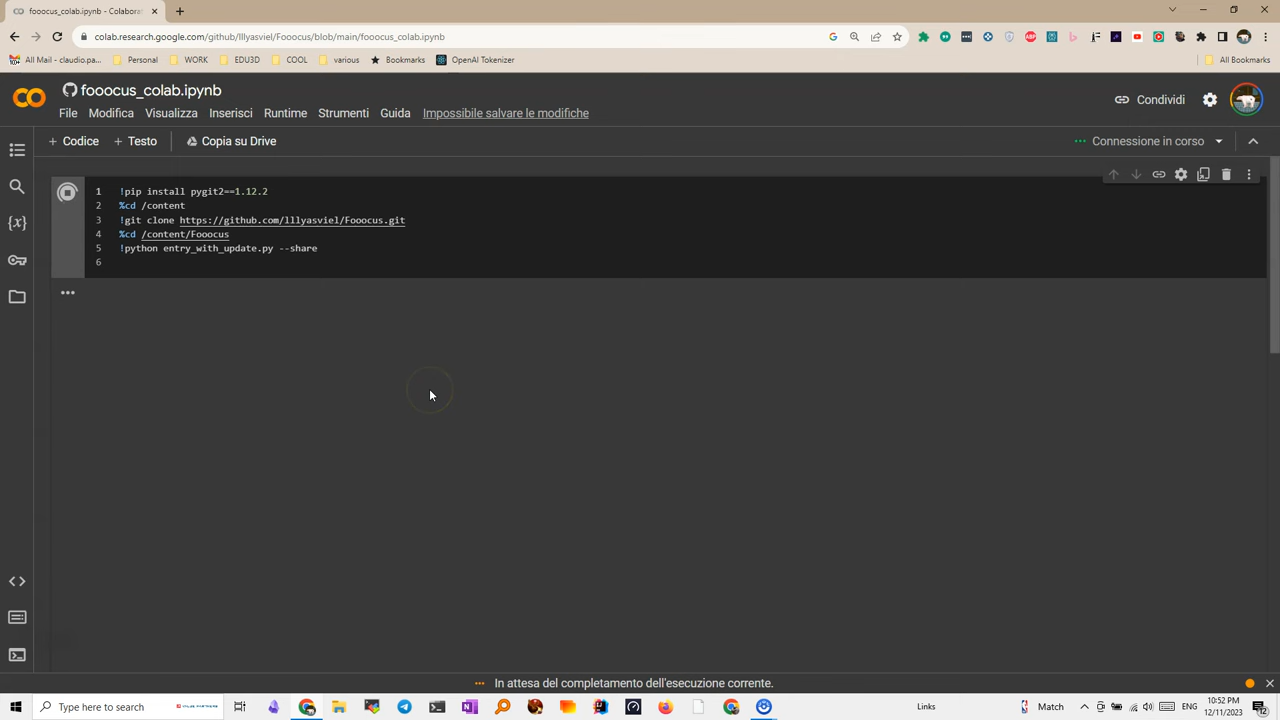 fooocus_colab.ipynb - Colabora
colab.research.google.com/github/lllyasviel/Fooocus/blob/main/fooocus_colab.ipynb
All Mail - claudio.pa...
Personal
WORK
EDU3D
COOL
various
Bookmarks
OpenAI Tokenizer
All Bookmarks
fooocus_colab.ipynb
Condividi
File Modifica Visualizza Inserisci Runtime Strumenti Guida Impossibile salvare le modifiche
+ Codice + Testo Copia su Drive
Connessione in corso
1 !pip install pygit2==1.12.2
2 %cd /content
3 !git clone https://github.com/lllyasviel/Fooocus.git
4 %cd /content/Fooocus
5 !python entry_with_update.py --share
6
In attesa del completamento dell'esecuzione corrente.
Type here to search
Match
Links
ENG
10:52 PM
12/11/2023
12